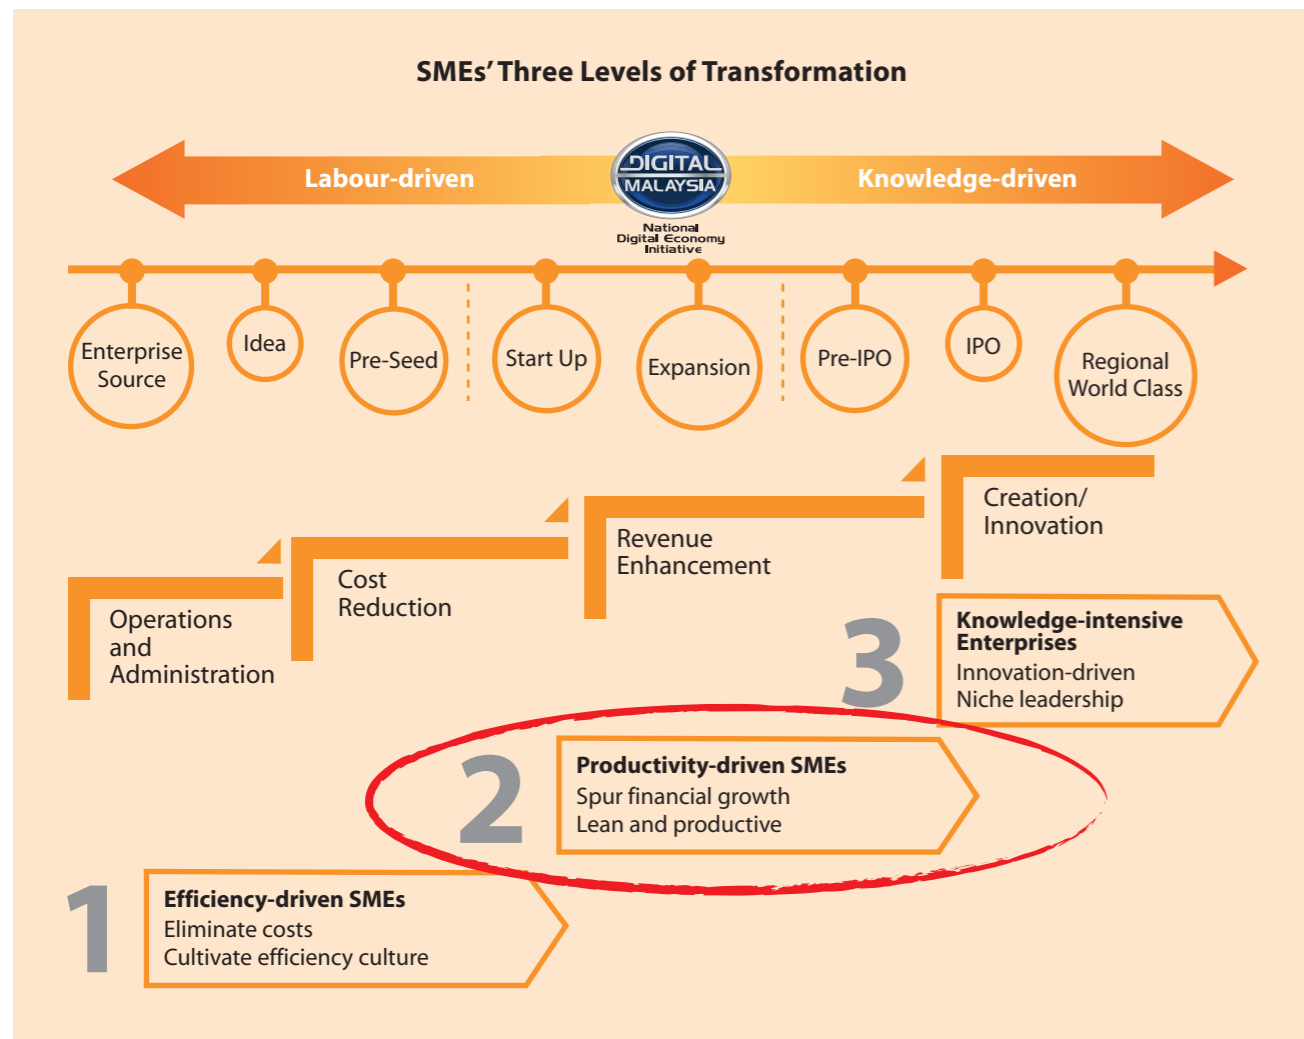 SMEs’ Three Levels of Transformation
Labour-driven
DIGITAL
MALAYSIA
Knowledge-driven
National
Digital Economy
Initiative
Enterprise
Source
Idea
Pre-Seed
Start Up
Expansion
Pre-IPO
IPO
Regional
World Class
Operations
and
Administration
Cost
Reduction
Revenue
Enhancement
Creation/
Innovation
3
Knowledge-intensive
Enterprises
Innovation-driven
Niche leadership
2
Productivity-driven SMEs
Spur financial growth
Lean and productive
1
Efficiency-driven SMEs
Eliminate costs
Cultivate efficiency culture